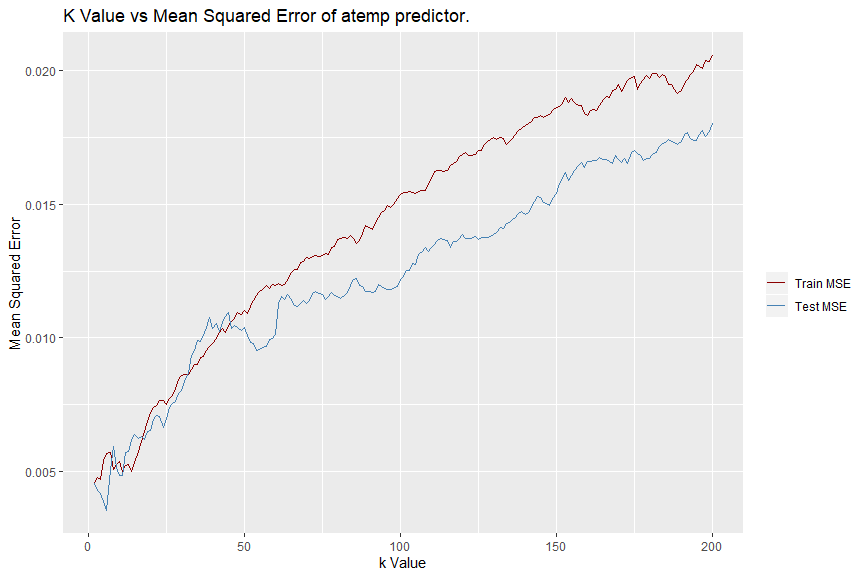 K Value vs Mean Squared Error of atemp predictor.
Mean Squared Error
0.020
0.015
0.010
0.005
0 50 100 150 200
k Value
Train MSE
Test MSE